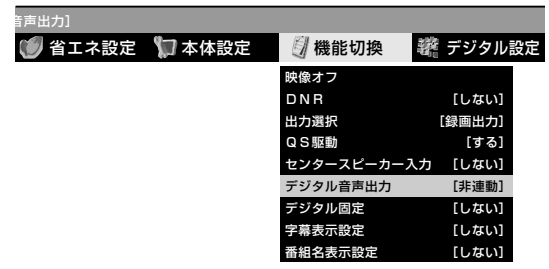 音声出力]
省エネ設定 本体設定 機能切換 デジタル設定
映像オフ
DNR [しない]
出力選択 [録画出力]
QS駆動 [する]
センタースピーカー入力 [しない]
デジタル音声出力 [非連動]
デジタル固定 [しない]
字幕表示設定 [しない]
番組名表示設定 [しない]